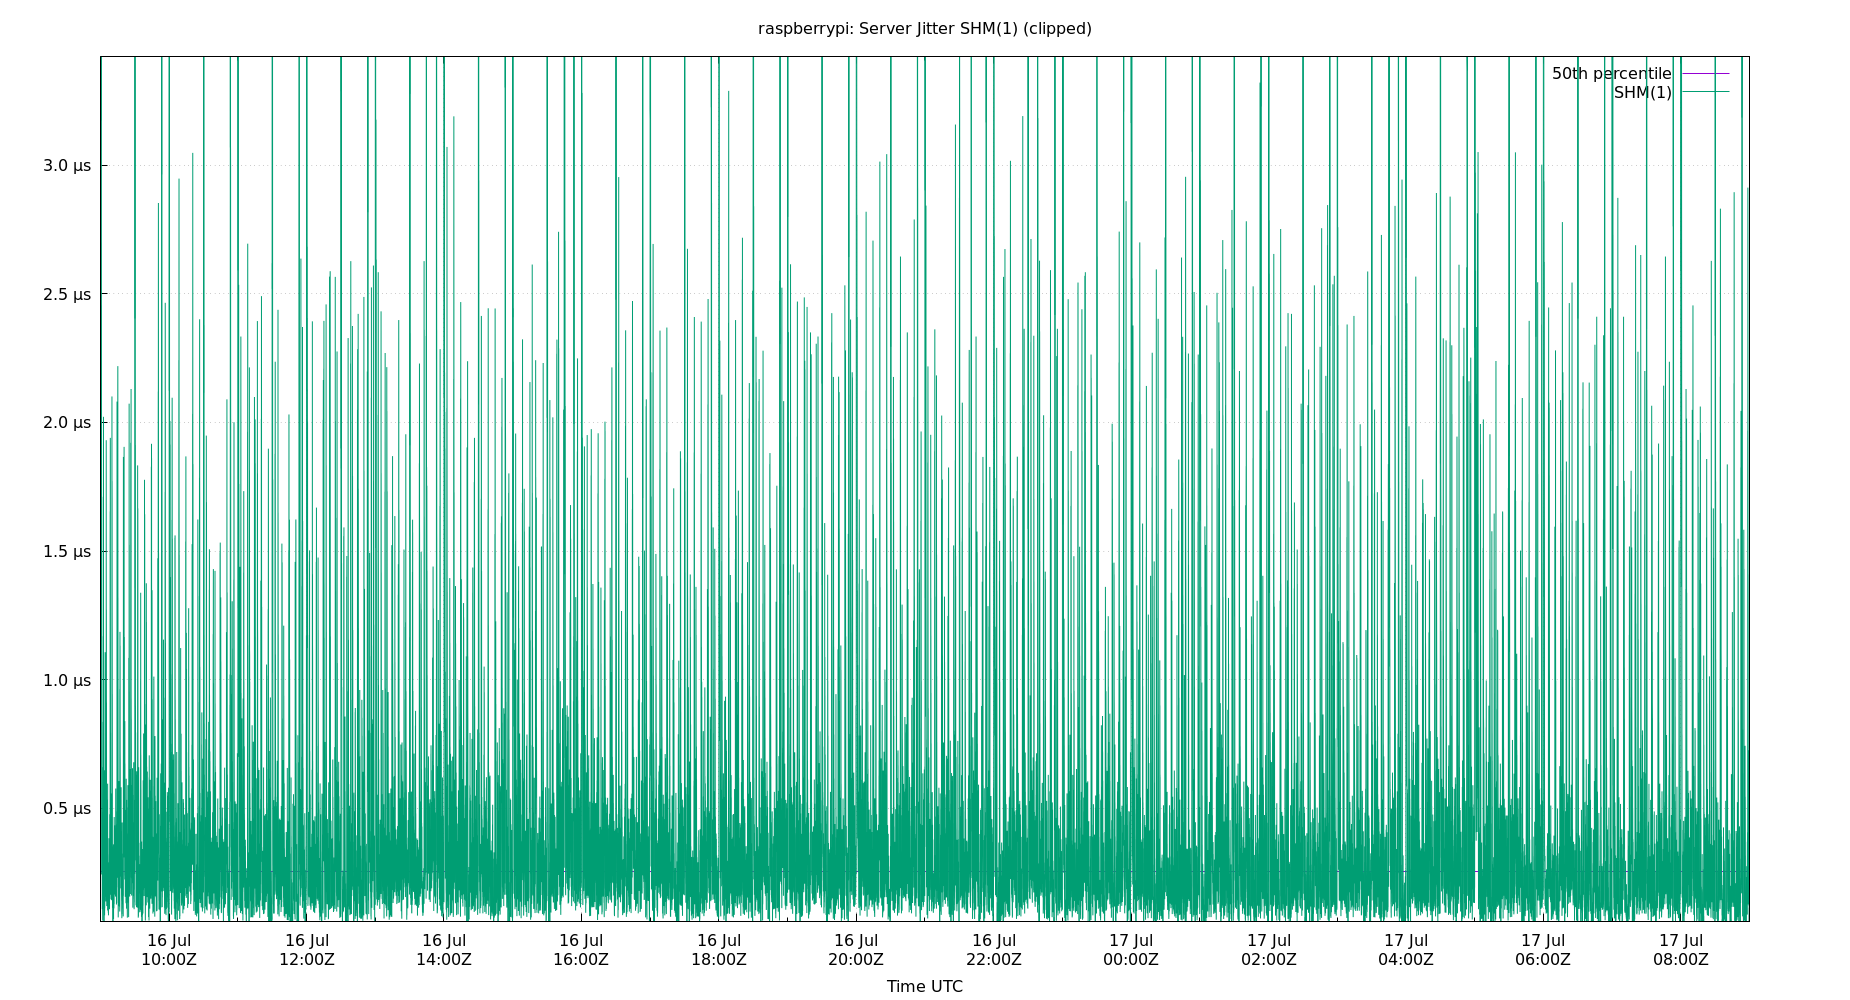 raspberrypi: Server Jitter SHM(1) (clipped)
50th percentile
SHM(1)
3.0 µs
2.5 µs
2.0 µs
1.5 µs
1.0 µs
0.5 µs
16 Jul 16 Jul 16 Jul 16 Jul 16 Jul 16 Jul 16 Jul 17 Jul 17 Jul 17 Jul 17 Jul 17 Jul
10:00Z 12:00Z 14:00Z 16:00Z 18:00Z 20:00Z 22:00Z 00:00Z 02:00Z 04:00Z 06:00Z 08:00Z
Time UTC